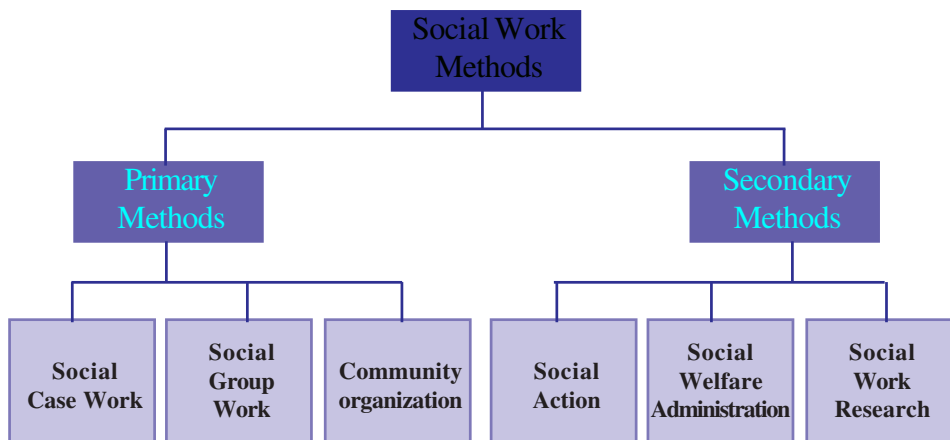 Social Work
Methods
Primary
Methods
Secondary
Methods
Social
Case Work
Social
Group
Work
Community
organization
Social
Action
Social
Welfare
Administration
Social
Work
Research